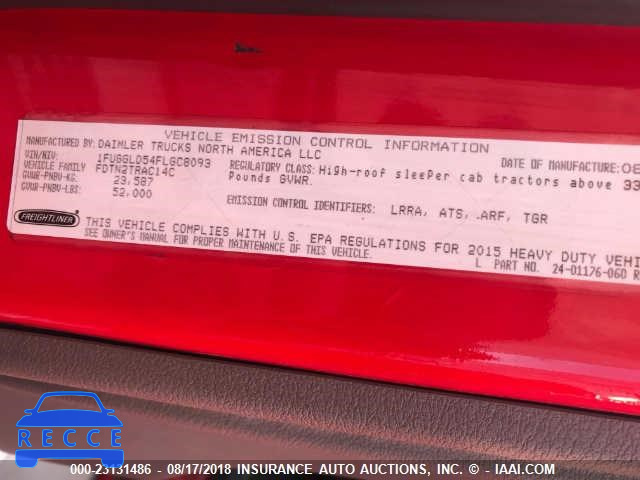 VEHICLE EMISSION CONTROL INFORMATION
MANUFACTURED BY: DAIMLER TRUCKS NORTH AMERICA LLC DATE OF MANUFACTURED: 08
VIN/NIV: 1FUGGLD54FLGC8093 REGULATORY CLASS: High-roof sleeper cab tractors above 33
VEHICLE FAMILY FDTN2TRAC14C Pounds GVWR.
GVWR-PNBV-KG: 23,587
GVWR-PNBV-LBS: 52,000 EMISSION CONTROL IDENTIFIERS: LRRA, ATS, ARF, TGR
FREIGHTLINER
THIS VEHICLE COMPLIES WITH U.S. EPA REGULATIONS FOR 2015 HEAVY DUTY VEHI
SEE OWNER'S MANUAL FOR PROPER MAINTENANCE OF THIS VEHICLE. L PART NO. 24-01176-060 R
RECCE
000-23131486 - 08/17/2018 INSURANCE AUTO AUCTIONS, INC. © - IAAI.COM